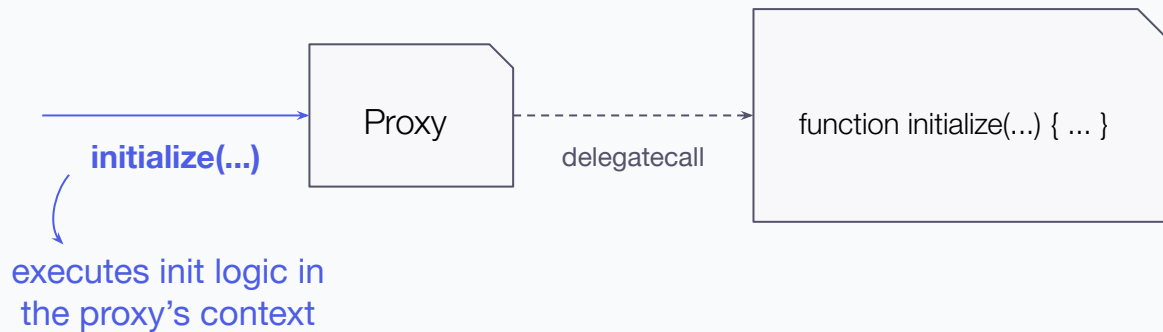 Proxy
function initialize(...) { ... }
initialize(...)
delegatecall
executes init logic in
the proxy’s context